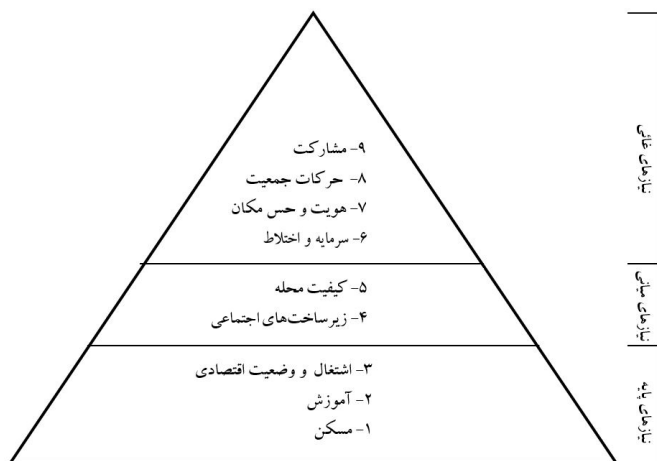 ۹- مشارکت
۸- حرکات جمعیت
۷- هویت و حس مکان
۶- سرمایه و اختلاط
نیازهای غائی
۵- کیفیت محله
۴- زیرساخت‌های اجتماعی
نیازهای میانی
۳- اشتغال و وضعیت اقتصادی
۲- آموزش
۱- مسکن
نیازهای پایه